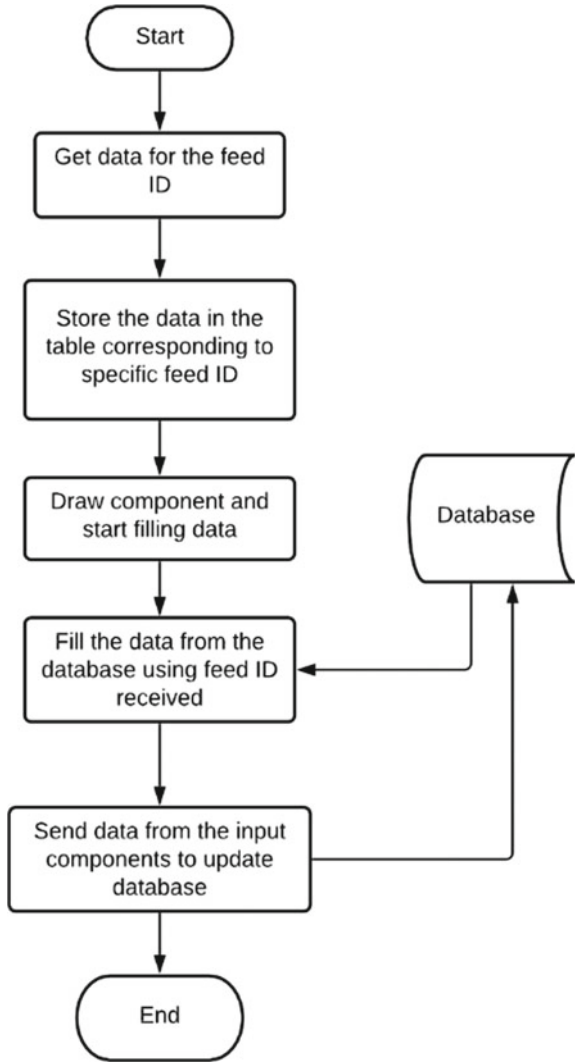 Start
Get data for the feed
ID
Store the data in the
table corresponding to
specific feed ID
Draw component and
start filling data
Database
Fill the data from the
database using feed ID
received
Send data from the input
components to update
database
End